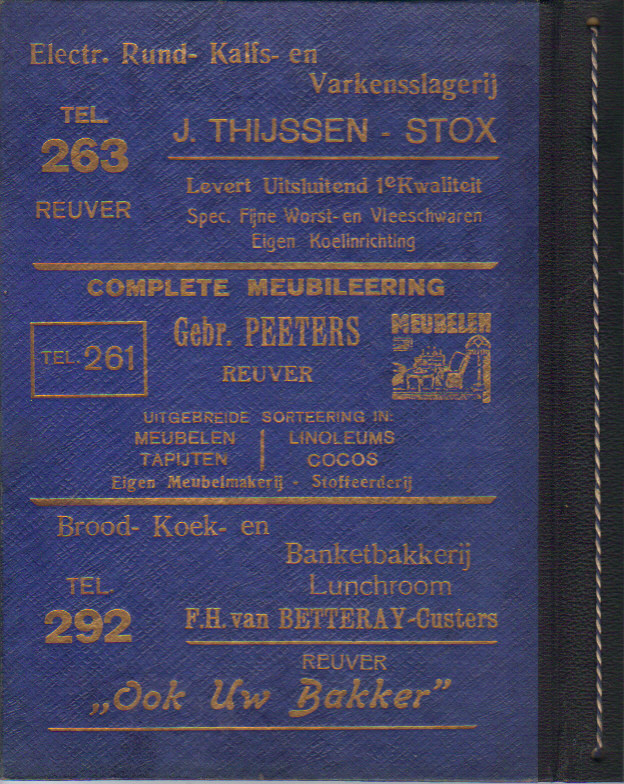 Electr. Rund- Kalfs- en
Varkensslagerij
TEL.
263
REUVER
J. THIJSSEN - STOX
Levert Uitsluitend 1e Kwaliteit
Spec. Fijne Worst- en Vleeschwaren
Eigen Koelinrichting
COMPLETE MEUBILEERING
TEL. 261
Gebr. PEETERS
REUVER
MEUBELEN
UITGEBREIDE SORTEERING IN:
MEUBELEN | LINOLEUMS
TAPIJTEN | COCOS
Eigen Meubelmakerij - Stoffeerderij
Brood- Koek- en
Banketbakkerij
Lunchroom
TEL.
292
F.H. van BETTERAY-Custers
REUVER
„Ook Uw Bakker”